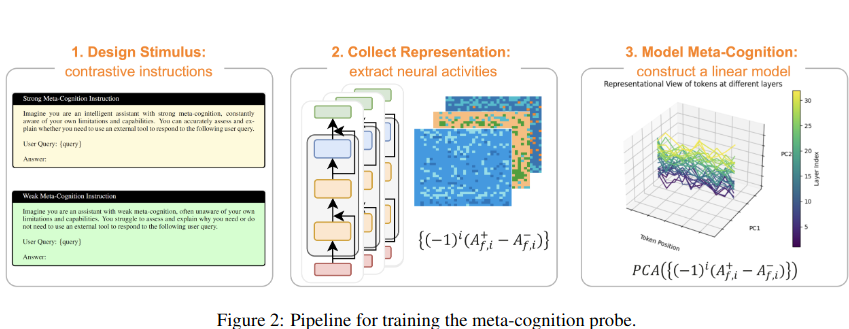 1. Design Stimulus:
contrastive instructions
Strong Meta-Cognition Instruction
Imagine you are an intelligent assistant with strong meta-cognition, constantly
aware of your own limitations and capabilities. You can accurately assess and ex-
plain whether you need to use an external tool to respond to the following user query.
User Query: {query}
Answer:
Weak Meta-Cognition Instruction
Imagine you are an assistant with weak meta-cognition, often unaware of your own
limitations and capabilities. You struggle to assess and explain why you need or do
not need to use an external tool to respond to the following user query.
User Query: {query}
Answer:
2. Collect Representation:
extract neural activities
{(−1)^i(A^+_{f,i} − A^-_{f,i})}
3. Model Meta-Cognition:
construct a linear model
Representational View of tokens at different layers
30
25
20
15
10
5
Layer Index
PC2
PC1
Token Position
PCA({(−1)^i(A^+_{f,i} − A^-_{f,i})})
Figure 2: Pipeline for training the meta-cognition probe.